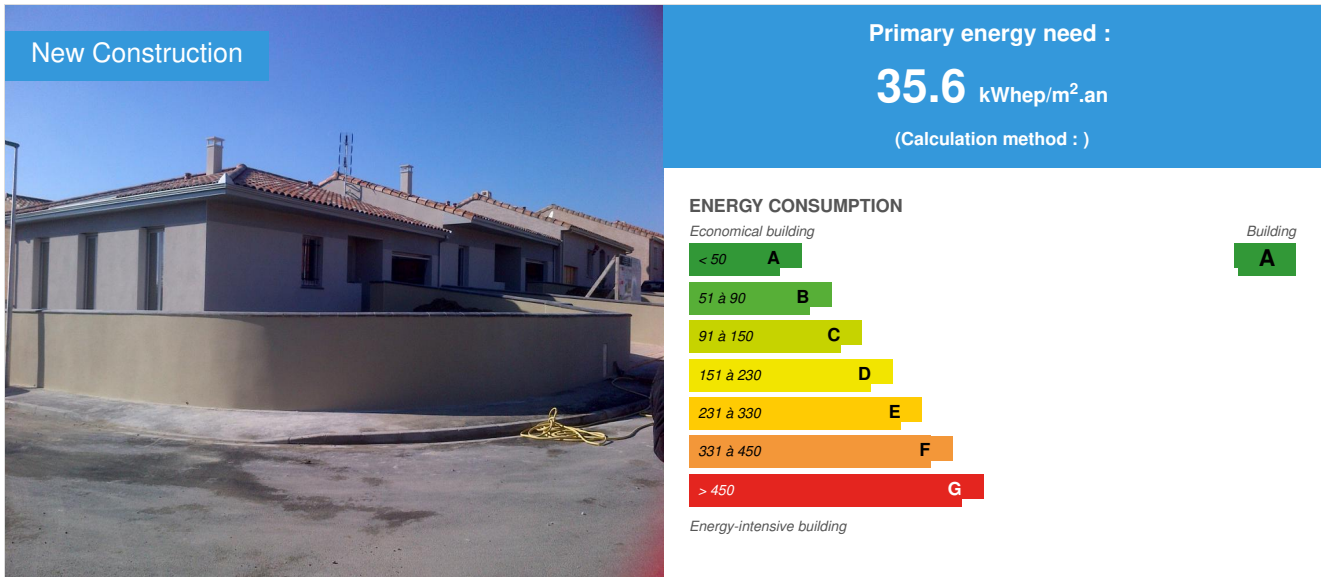 New Construction
Primary energy need :
35.6 kWhep/m².an
(Calculation method : )
ENERGY CONSUMPTION
Economical building
Building
< 50 A
A
51 à 90 B
91 à 150 C
151 à 230 D
231 à 330 E
331 à 450 F
> 450 G
Energy-intensive building